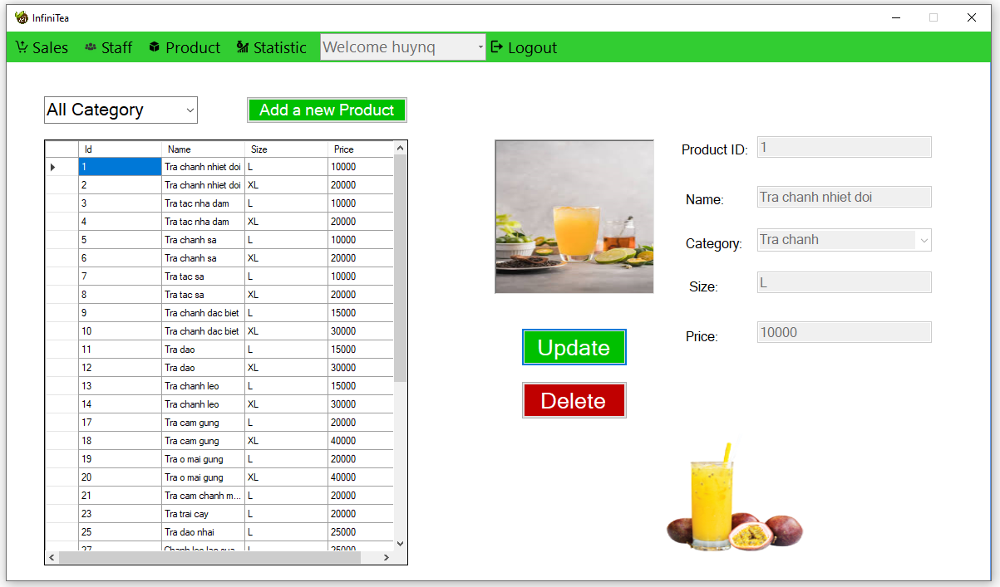 InfiniTea
Sales Staff Product Statistic Welcome huynq Logout
All Category Add a new Product
Id Name Size Price
1 Tra chanh nhiet doi L 10000
2 Tra chanh nhiet doi XL 20000
3 Tra tac nha dam L 10000
4 Tra tac nha dam XL 20000
5 Tra chanh sa L 10000
6 Tra chanh sa XL 20000
7 Tra tac sa L 10000
8 Tra tac sa XL 20000
9 Tra chanh dac biet L 15000
10 Tra chanh dac biet XL 30000
11 Tra dao L 15000
12 Tra dao XL 30000
13 Tra chanh leo L 15000
14 Tra chanh leo XL 30000
17 Tra cam gung L 20000
18 Tra cam gung XL 40000
19 Tra o mai gung L 20000
20 Tra o mai gung XL 40000
21 Tra cam chanh m... L 20000
23 Tra trai cay L 20000
25 Tra dao nhai L 25000
27 Chanh leo lac sua L 25000
Product ID: 1
Name: Tra chanh nhiet doi
Category: Tra chanh
Size: L
Price: 10000
Update
Delete